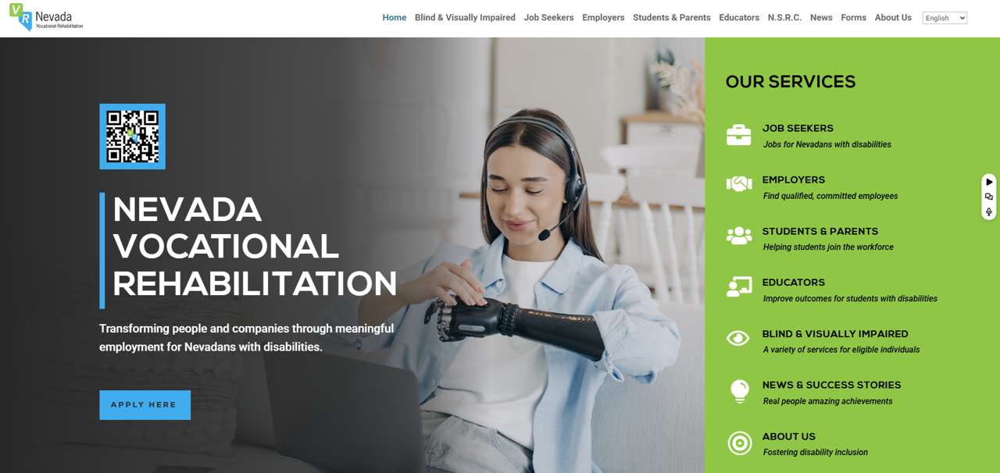 V
R
Nevada
Vocational Rehabilitation
Home Blind & Visually Impaired Job Seekers Employers Students & Parents Educators N.S.R.C. News Forms About Us English
NEVADA
VOCATIONAL
REHABILITATION
Transforming people and companies through meaningful
employment for Nevadans with disabilities.
APPLY HERE
OUR SERVICES
JOB SEEKERS
Jobs for Nevadans with disabilities
EMPLOYERS
Find qualified, committed employees
STUDENTS & PARENTS
Helping students join the workforce
EDUCATORS
Improve outcomes for students with disabilities
BLIND & VISUALLY IMPAIRED
A variety of services for eligible individuals
NEWS & SUCCESS STORIES
Real people amazing achievements
ABOUT US
Fostering disability inclusion